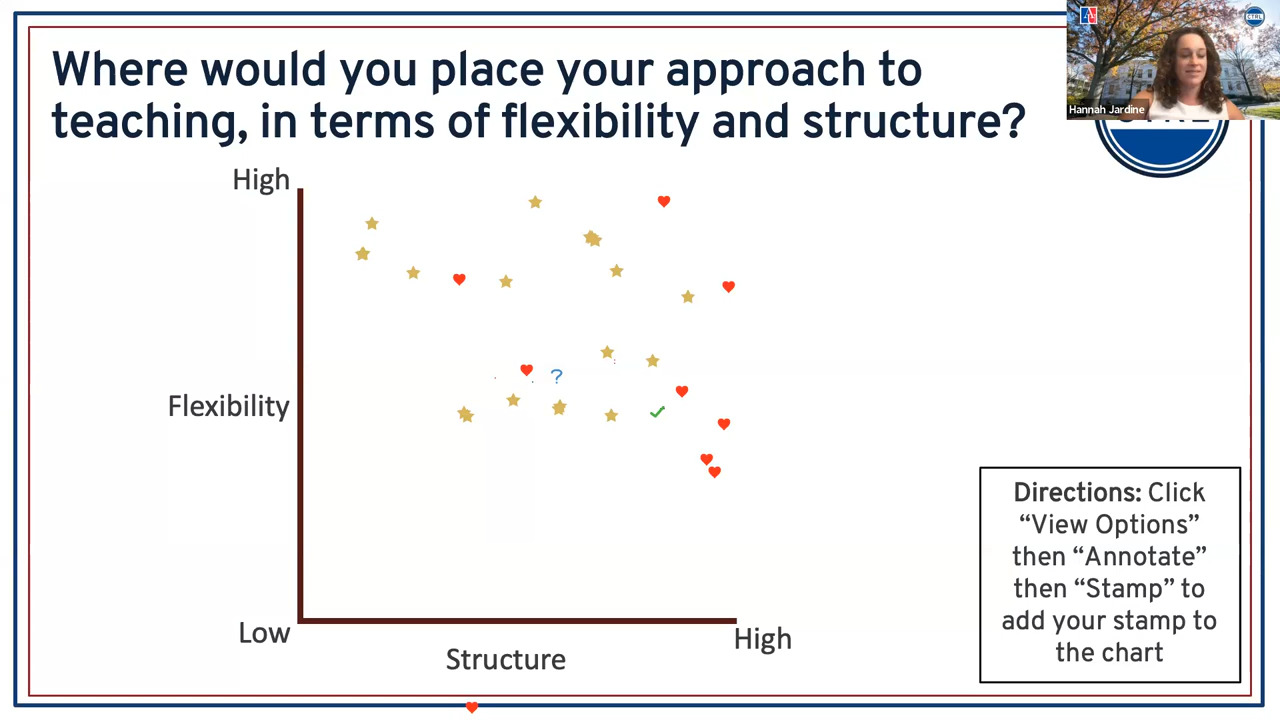 Where would you place your approach to
teaching, in terms of flexibility and structure?
Hannah Jardine
CTRL
High
Flexibility
Low
High
Structure
Directions: Click
“View Options”
then “Annotate”
then “Stamp” to
add your stamp to
the chart
?